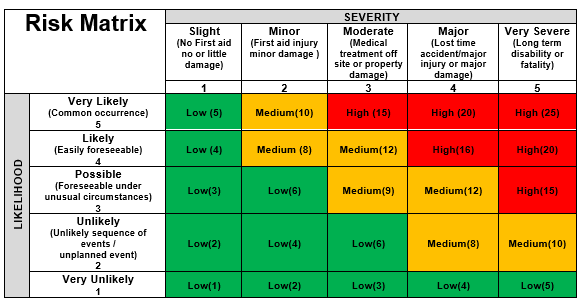 Risk Matrix
SEVERITY
Slight
(No First aid
no or little
damage)
1
Minor
(First aid injury
minor damage )
2
Moderate
(Medical
treatment off
site or property
damage)
3
Major
(Lost time
accident/major
injury or major
damage)
4
Very Severe
(Long term
disability or
fatality)
5
LIKELIHOOD
Very Likely
(Common occurrence)
5
Low (5)
Medium(10)
High (15)
High (20)
High (25)
Likely
(Easily foreseeable)
4
Low (4)
Medium (8)
Medium(12)
High(16)
High(20)
Possible
(Foreseeable under
unusual circumstances)
3
Low(3)
Low(6)
Medium(9)
Medium(12)
High(15)
Unlikely
(Unlikely sequence of
events /
unplanned event)
2
Low(2)
Low(4)
Low(6)
Medium(8)
Medium(10)
Very Unlikely
1
Low(1)
Low(2)
Low(3)
Low(4)
Low(5)